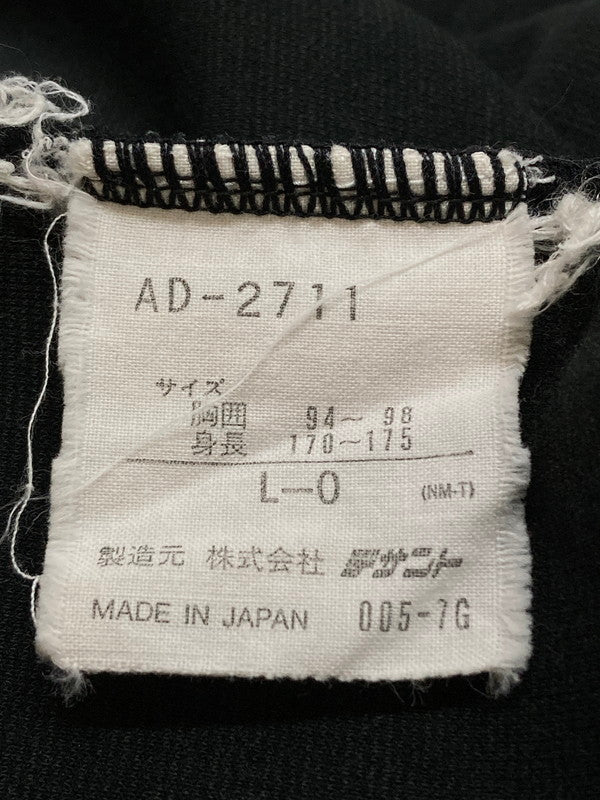 AD-2711
サイズ
胸囲 94～98
身長 170～175
L-O (NM-T)
製造元 株式会社 デサント
MADE IN JAPAN 005-7G